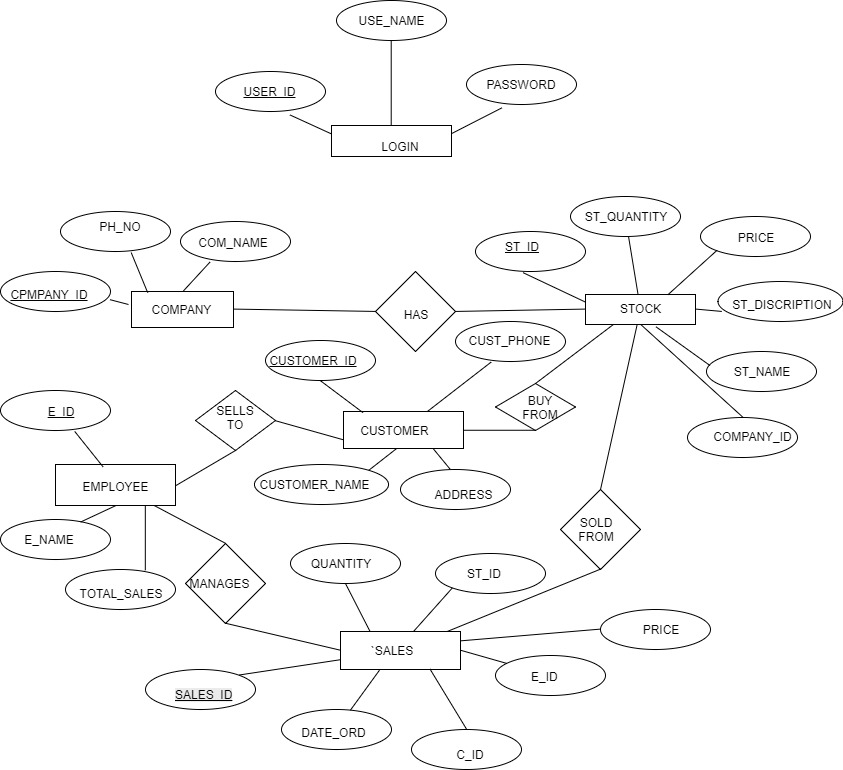 USE_NAME
USER_ID
PASSWORD
LOGIN
PH_NO
COM_NAME
CPMPANY_ID
COMPANY
HAS
ST_ID
ST_QUANTITY
PRICE
ST_DISCRIPTION
STOCK
ST_NAME
COMPANY_ID
CUSTOMER_ID
CUST_PHONE
BUY
FROM
SELLS
TO
CUSTOMER
CUSTOMER_NAME
ADDRESS
E_ID
EMPLOYEE
E_NAME
TOTAL_SALES
MANAGES
SOLD
FROM
QUANTITY
ST_ID
PRICE
`SALES
E_ID
SALES_ID
DATE_ORD
C_ID